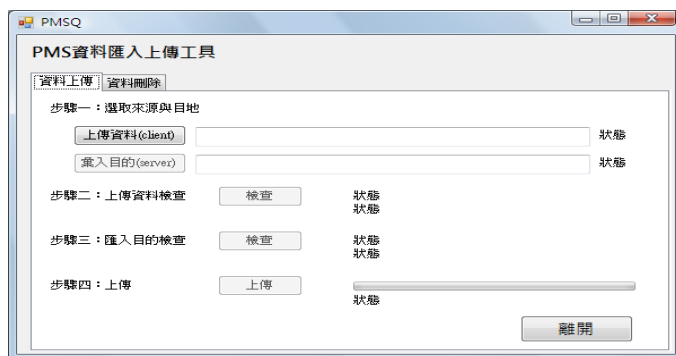 PMSQ
PMS資料匯入上傳工具
資料上傳 資料刪除
步驟一：選取來源與目地
上傳資料(client) 狀態
彙入目的(server) 狀態
步驟二：上傳資料檢查 檢查 狀態
狀態
步驟三：匯入目的檢查 檢查 狀態
狀態
步驟四：上傳 上傳
狀態
離開